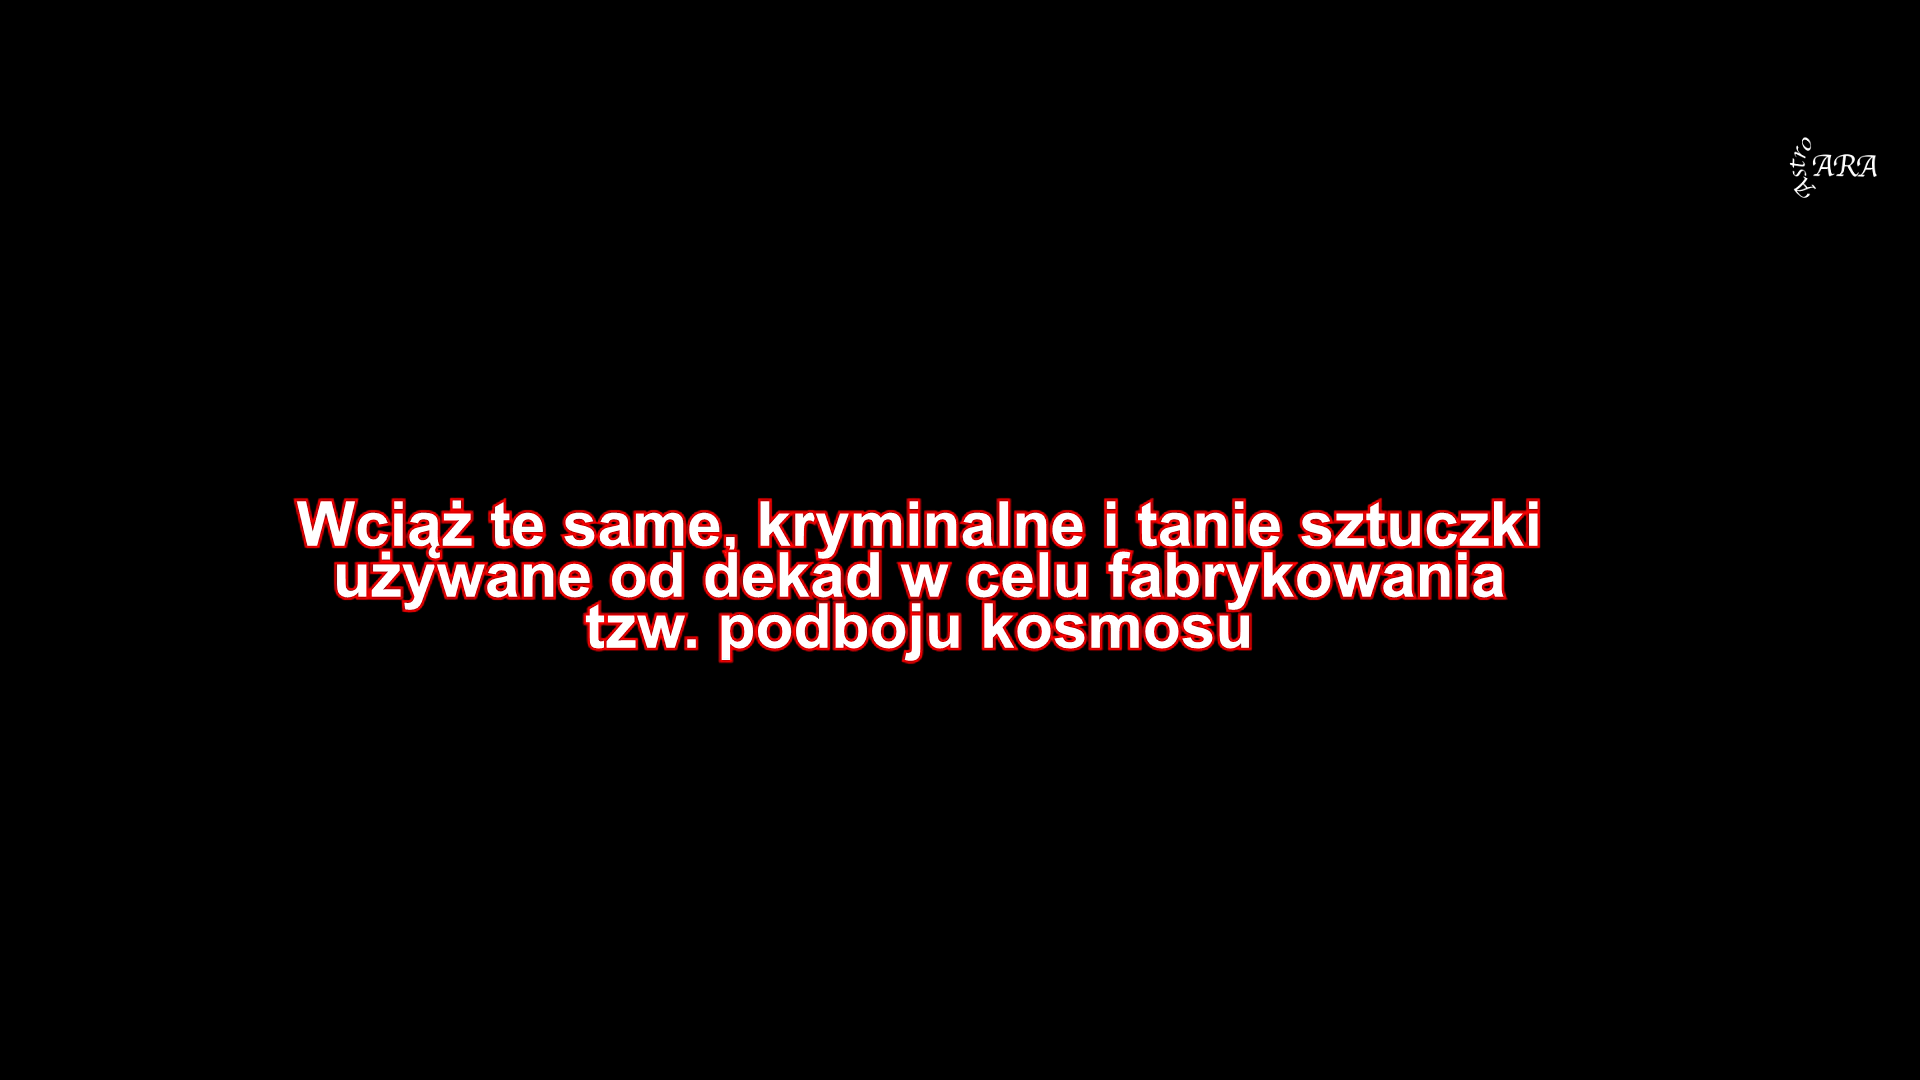 Astro ARA
Wciąż te same, kryminalne i tanie sztuczki
używane od dekad w celu fabrykowania
tzw. podboju kosmosu